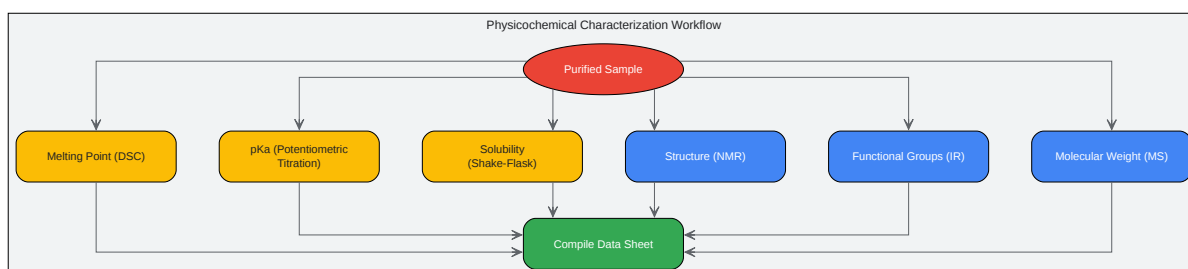 Physicochemical Characterization Workflow
Purified Sample
Melting Point (DSC)
pKa (Potentiometric
Titration)
Solubility
(Shake-Flask)
Structure (NMR)
Functional Groups (IR)
Molecular Weight (MS)
Compile Data Sheet